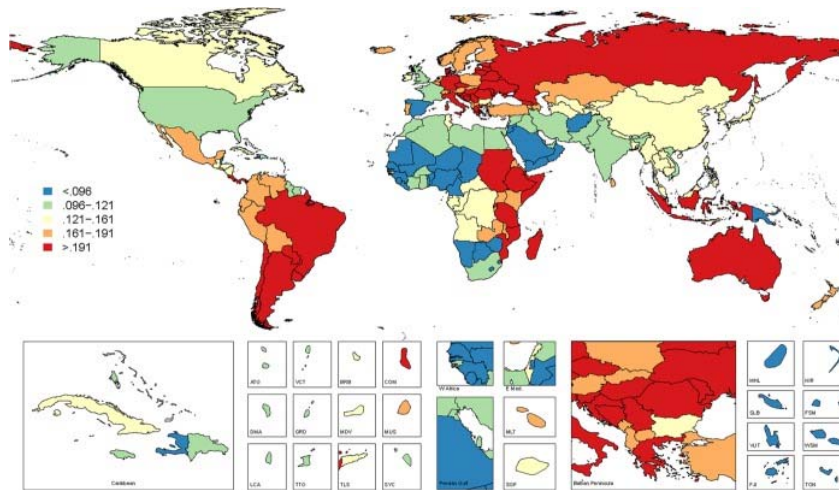 <.096
.096–.121
.121–.161
.161–.191
>.191
ATG VCT BRB COM W Africa E Med. MHL KIR
DMA GRD MDV MUS MLT SLB FSM
VUT WSM
LCA TTO TLS SYC SGP FJI TON
Caribbean Persian Gulf Balkan Peninsula